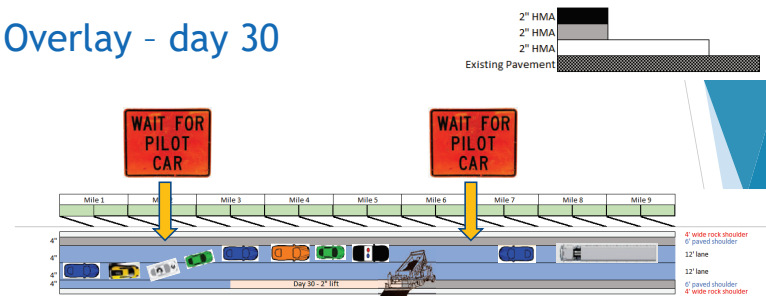 Overlay – day 30
2" HMA
2" HMA
2" HMA
Existing Pavement
WAIT FOR
PILOT
CAR
WAIT FOR
PILOT
CAR
Mile 1
Mile 3
Mile 4
Mile 5
Mile 6
Mile 7
Mile 8
Mile 9
4' wide rock shoulder
6' paved shoulder
12' lane
12' lane
6' paved shoulder
4' wide rock shoulder
4"
4"
4"
4"
Day 30 - 2" lift